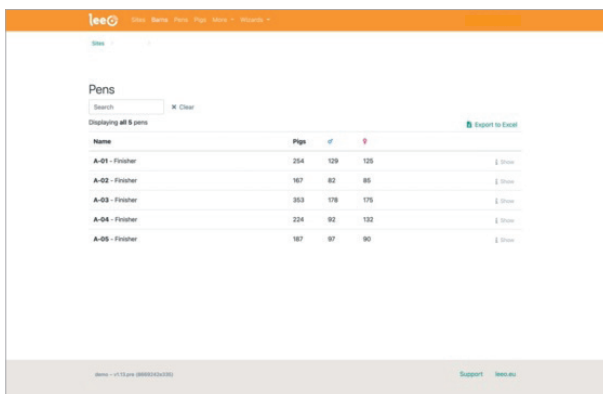 leeO Sites Barns Pens Pigs More Wizards
Sites
Pens
Search × Clear
Displaying all 5 pens
Export to Excel
Name Pigs ♂ ♀
A-01 - Finisher 254 129 125 Show
A-02 - Finisher 167 82 85 Show
A-03 - Finisher 353 178 175 Show
A-04 - Finisher 224 92 132 Show
A-05 - Finisher 187 97 90 Show
Support leeo.eu